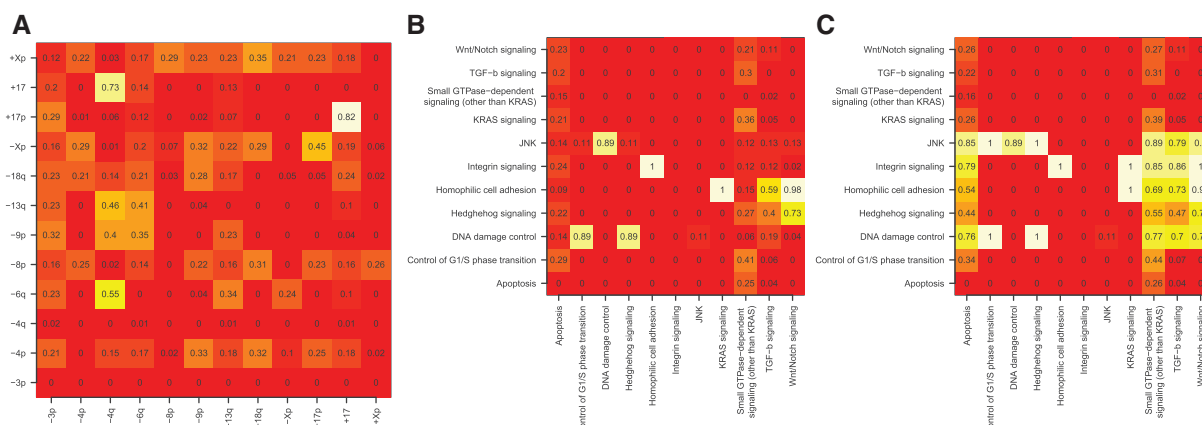 A
+Xp 0.12 0.22 0.03 0.17 0.29 0.23 0.23 0.35 0.21 0.23 0.18 0
+17 0.2 0 0.73 0.14 0 0 0.13 0 0 0 0 0
+17p 0.29 0.01 0.06 0.12 0 0.02 0.07 0 0 0 0.82 0
−Xp 0.16 0.29 0.01 0.2 0.07 0.32 0.22 0.29 0 0.45 0.19 0.06
−18q 0.23 0.21 0.14 0.21 0.03 0.28 0.17 0 0.05 0.05 0.24 0.02
−13q 0.23 0 0.46 0.41 0 0.04 0 0 0 0 0.1 0
−9p 0.32 0 0.4 0.35 0 0 0.23 0 0 0 0.04 0
−8p 0.16 0.25 0.02 0.14 0 0.22 0.16 0.31 0 0.23 0.16 0.26
−6q 0.23 0 0.55 0 0 0.04 0.34 0 0.24 0 0.1 0
−4q 0.02 0 0 0.01 0 0 0.01 0 0 0 0.01 0
−4p 0.21 0 0.15 0.17 0.02 0.33 0.18 0.32 0.1 0.25 0.18 0.02
−3p 0 0 0 0 0 0 0 0 0 0 0 0
−3p −4p −4q −6q −8p −9p −13q −18q −Xp −17p +17 +Xp
B
Wnt/Notch signaling 0.23 0 0 0 0 0 0 0 0.21 0.11 0
TGF−b signaling 0.2 0 0 0 0 0 0 0 0.3 0 0
Small GTPase−dependent
signaling (other than KRAS) 0.15 0 0 0 0 0 0 0 0 0.02 0
KRAS signaling 0.21 0 0 0 0 0 0 0 0.36 0.05 0
JNK 0.14 0.11 0.89 0.11 0 0 0 0 0.12 0.13 0.13
Integrin signaling 0.24 0 0 0 1 0 0 0 0.12 0.12 0.02
Homophilic cell adhesion 0.09 0 0 0 0 0 0 1 0.15 0.59 0.98
Hedghehog signaling 0.22 0 0 0 0 0 0 0 0.27 0.4 0.73
DNA damage control 0.14 0.89 0 0.89 0 0 0.11 0 0.06 0.19 0.04
Control of G1/S phase transition 0.29 0 0 0 0 0 0 0 0.41 0.06 0
Apoptosis 0 0 0 0 0 0 0 0 0.25 0.04 0
Apoptosis
Control of G1/S phase transition
DNA damage control
Hedghehog signaling
Homophilic cell adhesion
Integrin signaling
JNK
KRAS signaling
Small GTPase−dependent
signaling (other than KRAS)
TGF−b signaling
Wnt/Notch signaling
C
Wnt/Notch signaling 0.26 0 0 0 0 0 0 0 0.27 0.11 0
TGF−b signaling 0.22 0 0 0 0 0 0 0 0.31 0 0
Small GTPase−dependent
signaling (other than KRAS) 0.16 0 0 0 0 0 0 0 0 0.02 0
KRAS signaling 0.26 0 0 0 0 0 0 0 0.39 0.05 0
JNK 0.85 1 0.89 1 0 0 0 0 0.89 0.79
Integrin signaling 0.79 0 0 0 1 0 0 1 0.85 0.86 1
Homophilic cell adhesion 0.54 0 0 0 0 0 0 1 0.69 0.73
Hedghehog signaling 0.44 0 0 0 0 0 0 0 0.55 0.47
DNA damage control 0.76 1 0 1 0 0 0.11 0 0.77 0.7
Control of G1/S phase transition 0.34 0 0 0 0 0 0 0 0.44 0.07 0
Apoptosis 0 0 0 0 0 0 0 0 0.26 0.04 0
Apoptosis
Control of G1/S phase transition
DNA damage control
Hedghehog signaling
Homophilic cell adhesion
Integrin signaling
JNK
KRAS signaling
Small GTPase−dependent
signaling (other than KRAS)
TGF−b signaling
Wnt/Notch signaling